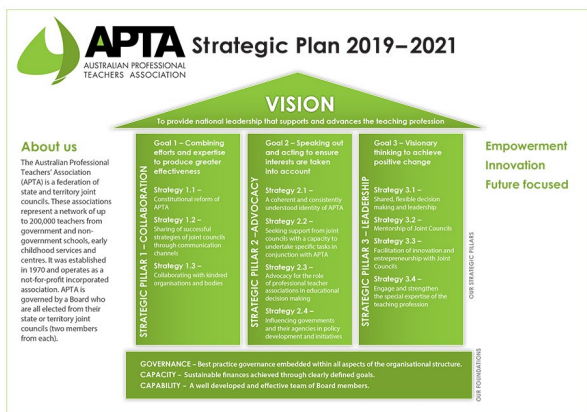 APTA
AUSTRALIAN PROFESSIONAL
TEACHERS ASSOCIATION
Strategic Plan 2019–2021
VISION
To provide national leadership that supports and advances the teaching profession
About us
The Australian Professional
Teachers' Association
(APTA) is a federation of
state and territory joint
councils. These associations
represent a network of up
to 200,000 teachers from
government and non-
government schools, early
childhood services and
centres. It was established
in 1970 and operates as a
not-for-profit incorporated
association. APTA is
governed by a Board who
are all elected from their
state or territory joint
councils (two members
from each).
STRATEGIC PILLAR 1 – COLLABORATION
Goal 1 – Combining
efforts and expertise
to produce greater
effectiveness
Strategy 1.1 –
Constitutional reform of
APTA
Strategy 1.2 –
Sharing of successful
strategies of joint councils
through communication
channels
Strategy 1.3 –
Collaborating with kindred
organisations and bodies
STRATEGIC PILLAR 2 –ADVOCACY
Goal 2 – Speaking out
and acting to ensure
interests are taken
into account
Strategy 2.1 –
A coherent and consistently
understood identity of APTA
Strategy 2.2 –
Seeking support from joint
councils with a capacity to
undertake specific tasks in
conjunction with APTA
Strategy 2.3 –
Advocacy for the role
of professional teacher
associations in educational
decision making
Strategy 2.4 –
Influencing governments
and their agencies in policy
development and initiatives
STRATEGIC PILLAR 3 – LEADERSHIP
Goal 3 – Visionary
thinking to achieve
positive change
Strategy 3.1 –
Shared, flexible decision
making and leadership
Strategy 3.2 –
Mentorship of Joint Councils
Strategy 3.3 –
Facilitation of innovation and
entrepreneurship with Joint
Councils
Strategy 3.4 –
Engage and strengthen
the special expertise of the
teaching profession
OUR STRATEGIC PILLARS
Empowerment
Innovation
Future focused
GOVERNANCE – Best practice governance embedded within all aspects of the organisational structure.
CAPACITY – Sustainable finances achieved through clearly defined goals.
CAPABILITY – A well developed and effective team of Board members.
OUR FOUNDATIONS